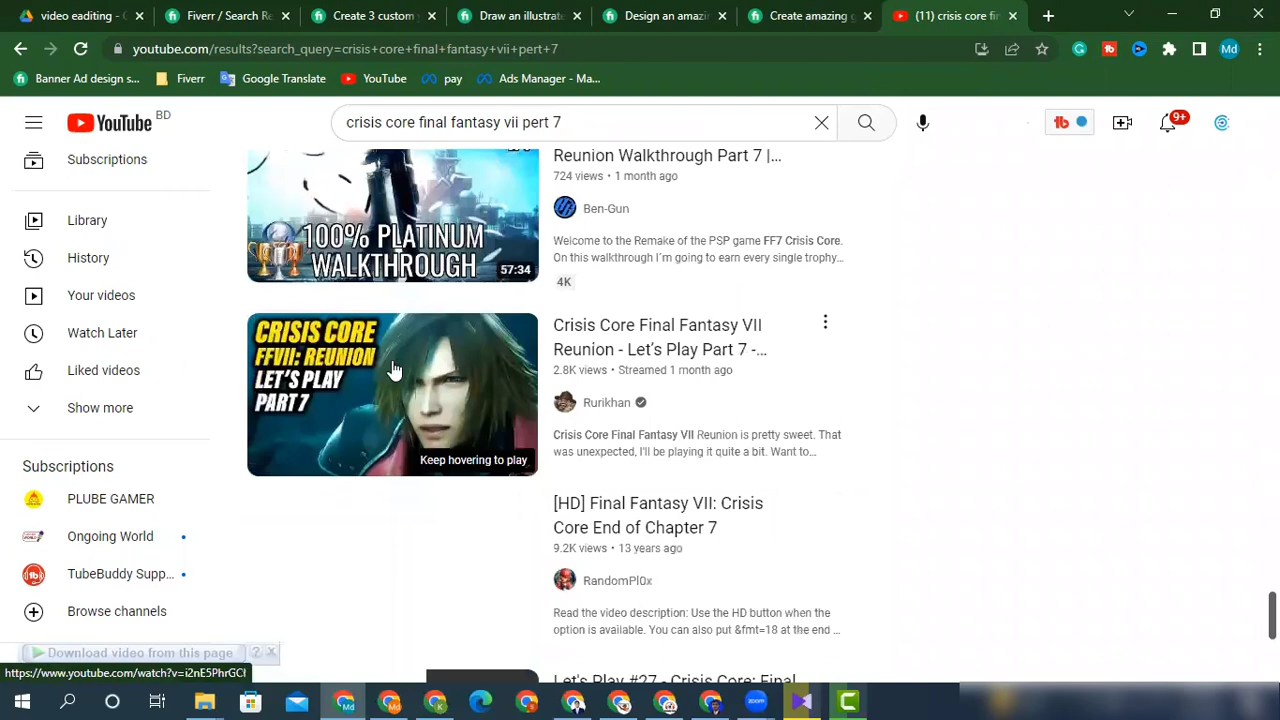 video eaditing - G
Fiverr / Search Re
Create 3 custom y
Draw an illustrate
Design an amazin
Create amazing g
(11) crisis core fin
youtube.com/results?search_query=crisis+core+final+fantasy+vii+pert+7
Md
Banner Ad design s...
Fiverr
Google Translate
YouTube
pay
Ads Manager - Ma...
YouTube BD
crisis core final fantasy vii pert 7
9+
Subscriptions
Library
History
Your videos
Watch Later
Liked videos
Show more
Subscriptions
PLUBE GAMER
Ongoing World
TubeBuddy Supp...
Browse channels
100% PLATINUM
WALKTHROUGH
57:34
Reunion Walkthrough Part 7 |...
724 views • 1 month ago
Ben-Gun
Welcome to the Remake of the PSP game FF7 Crisis Core.
On this walkthrough I´m going to earn every single trophy...
4K
CRISIS CORE
FFVII: REUNION
LET'S PLAY
PART 7
Keep hovering to play
Crisis Core Final Fantasy VII
Reunion - Let’s Play Part 7 -...
2.8K views • Streamed 1 month ago
Rurikhan
Crisis Core Final Fantasy VII Reunion is pretty sweet. That
was unexpected, I'll be playing it quite a bit. Want to...
[HD] Final Fantasy VII: Crisis
Core End of Chapter 7
9.2K views • 13 years ago
RandomPl0x
Read the video description: Use the HD button when the
option is avaiIable. You can also put &fmt=18 at the end ...
Let's Play #27 - Crisis Core: Final
Download video from this page ? X
https://www.youtube.com/watch?v=i2nE5PhrGC
zoom